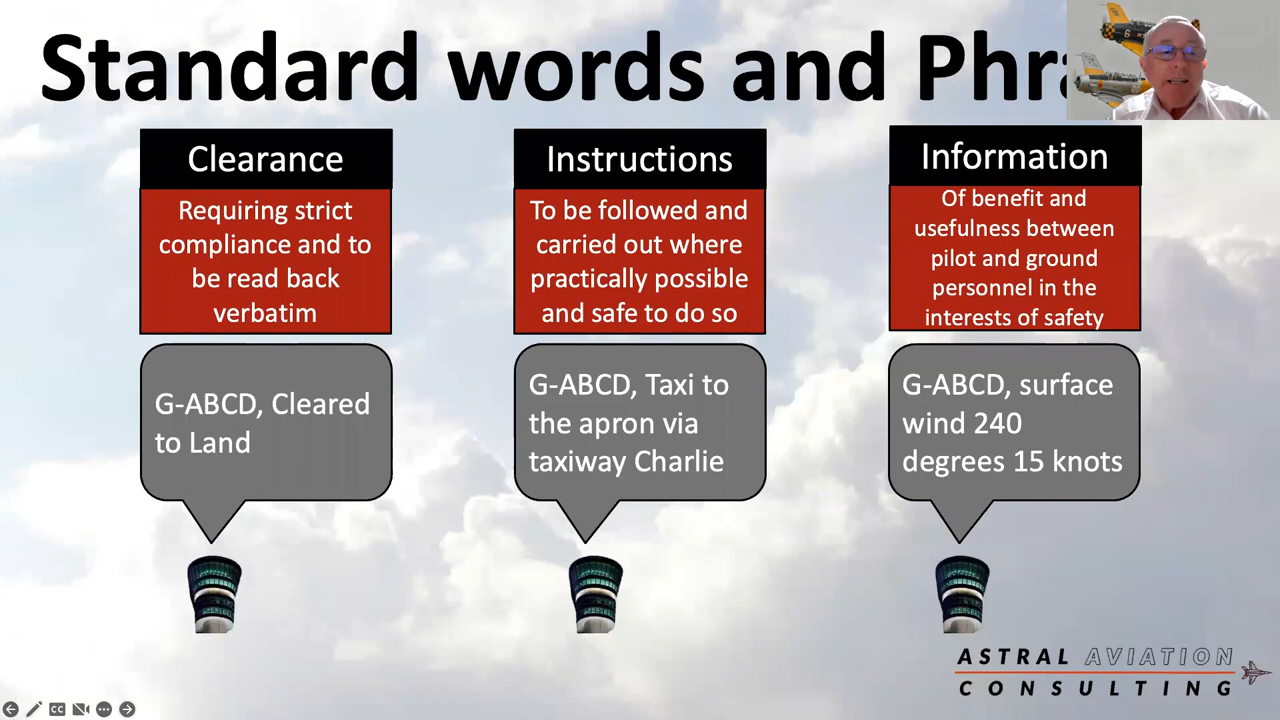 Standard words and Phra
Clearance
Requiring strict
compliance and to
be read back
verbatim
G-ABCD, Cleared
to Land
Instructions
To be followed and
carried out where
practically possible
and safe to do so
G-ABCD, Taxi to
the apron via
taxiway Charlie
Information
Of benefit and
usefulness between
pilot and ground
personnel in the
interests of safety
G-ABCD, surface
wind 240
degrees 15 knots
6
ASTRAL AVIATION
CONSULTING
CC